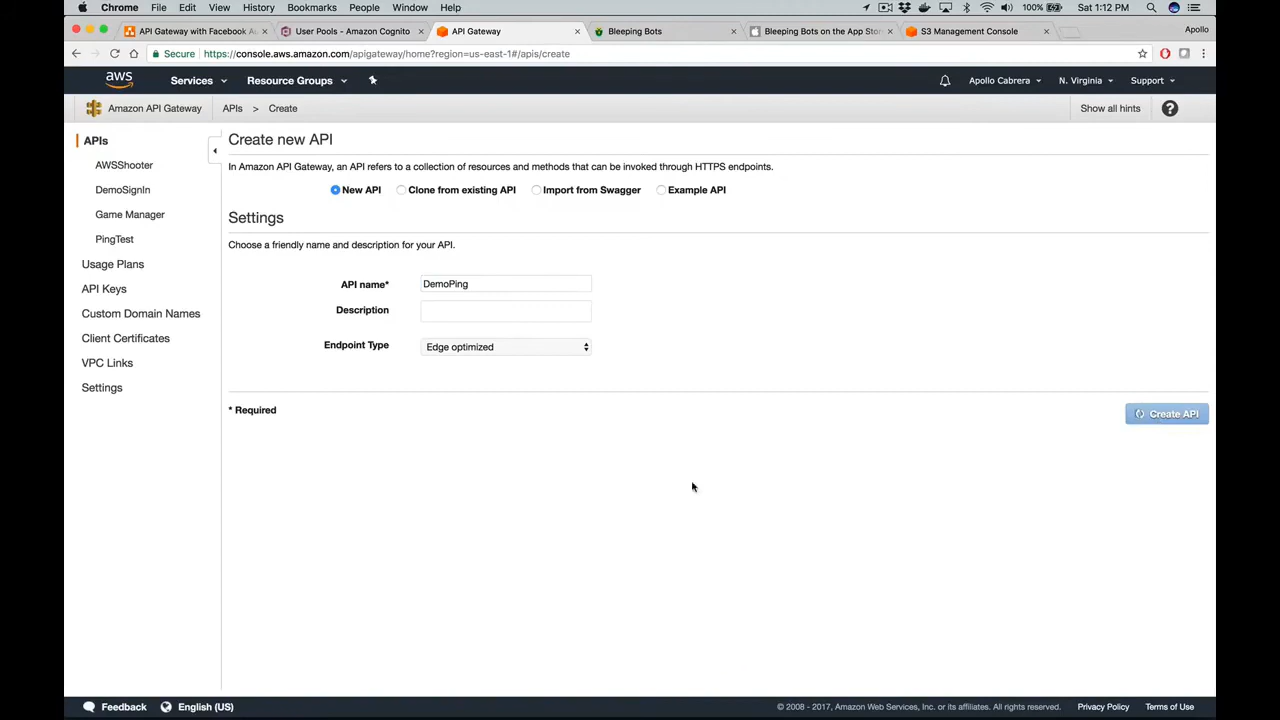 Chrome File Edit View History Bookmarks People Window Help 100% Sat 1:12 PM
API Gateway with Facebook User Pools - Amazon Cognito API Gateway Bleeping Bots Bleeping Bots on the App Stor S3 Management Console Apollo
Secure https://console.aws.amazon.com/apigateway/home?region=us-east-1#/apis/create
aws Services Resource Groups Apollo Cabrera N. Virginia Support
Amazon API Gateway APIs > Create Show all hints ?
APIs
AWSShooter
DemoSignIn
Game Manager
PingTest
Usage Plans
API Keys
Custom Domain Names
Client Certificates
VPC Links
Settings
Create new API
In Amazon API Gateway, an API refers to a collection of resources and methods that can be invoked through HTTPS endpoints.
New API Clone from existing API Import from Swagger Example API
Settings
Choose a friendly name and description for your API.
API name* DemoPing
Description
Endpoint Type Edge optimized
* Required Create API
Feedback English (US) © 2008 - 2017, Amazon Web Services, Inc. or its affiliates. All rights reserved. Privacy Policy Terms of Use